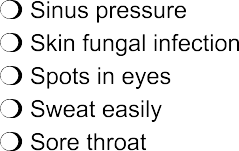 Sinus pressure
Skin fungal infection
Spots in eyes
Sweat easily
Sore throat